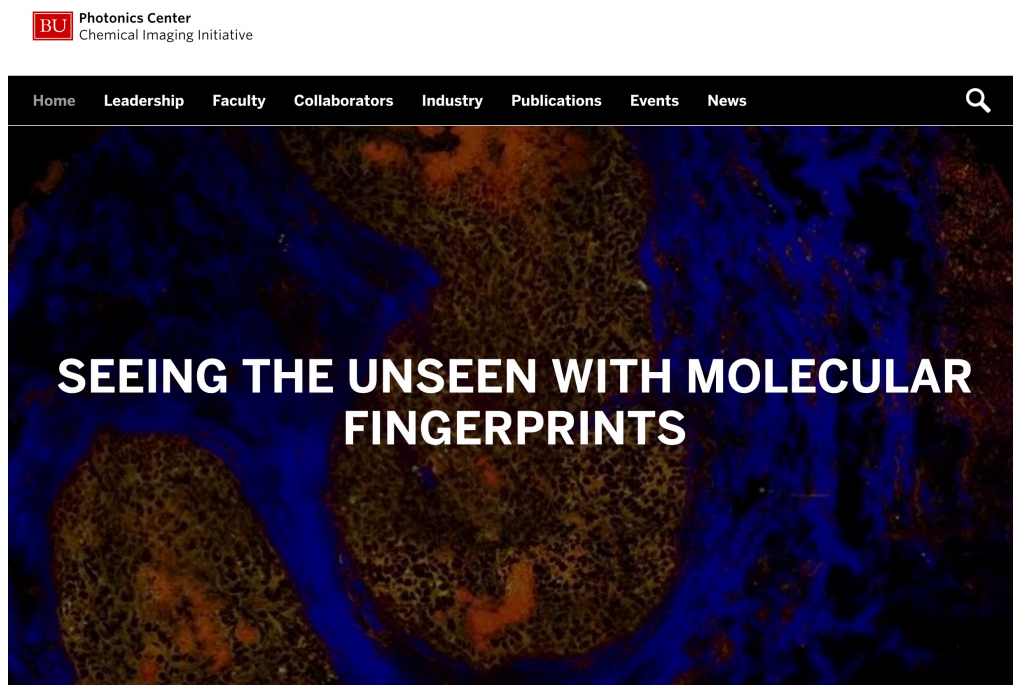 BU
Photonics Center
Chemical Imaging Initiative
Home Leadership Faculty Collaborators Industry Publications Events News
SEEING THE UNSEEN WITH MOLECULAR
FINGERPRINTS